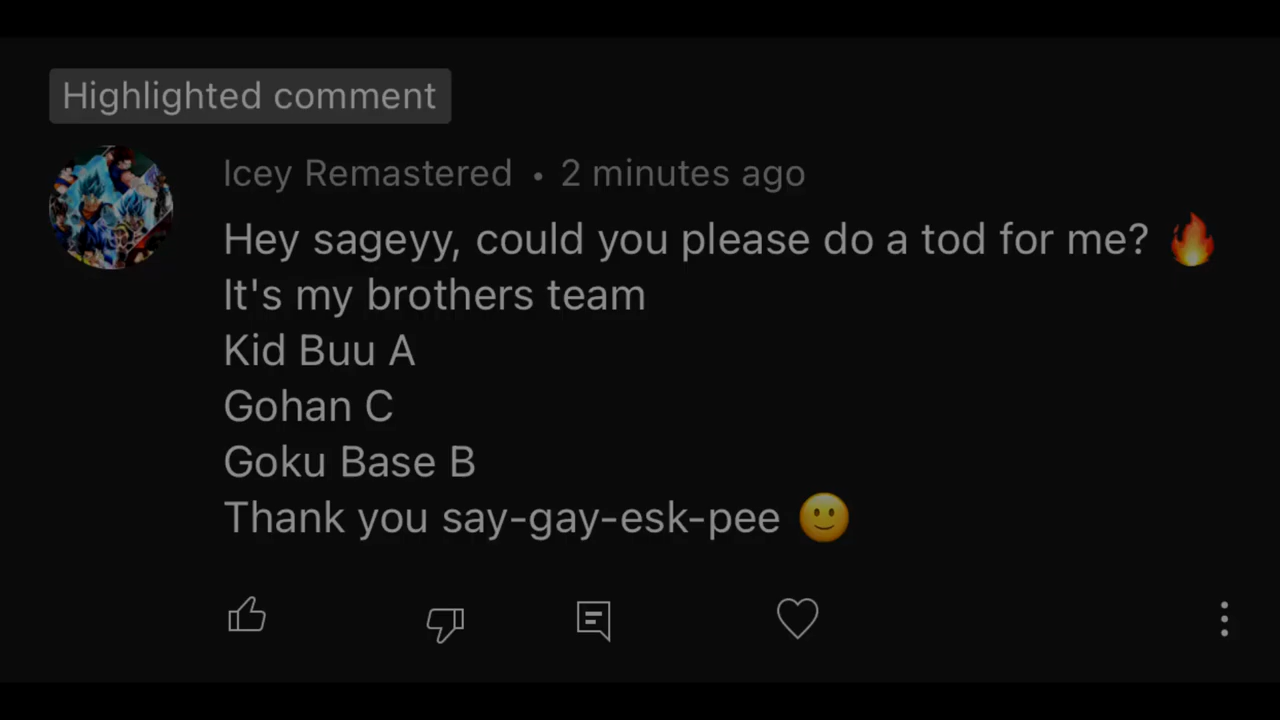 Highlighted comment
Icey Remastered • 2 minutes ago
Hey sageyy, could you please do a tod for me? 🔥
It's my brothers team
Kid Buu A
Gohan C
Goku Base B
Thank you say-gay-esk-pee 🙂